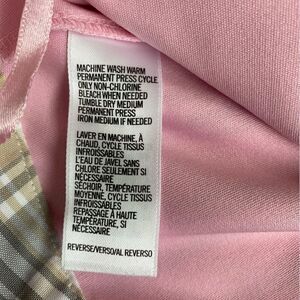 MACHINE WASH WARM
PERMANENT PRESS CYCLE
ONLY NON-CHLORINE
BLEACH WHEN NEEDED
TUMBLE DRY MEDIUM
PERMANENT PRESS
IRON MEDIUM IF NEEDED
LAVER EN MACHINE, À
CHAUD, CYCLE TISSUS
INFROISSABLES
L'EAU DE JAVEL SANS
CHLORE SEULEMENT SI
NÉCESSAIRE
SÉCHOIR, TEMPÉRATURE
MOYENNE, CYCLE TISSUS
INFROISSABLES
REPASSAGE À HAUTE
TEMPÉRATURE, SI
NÉCESSAIRE
REVERSE/VERSO/AL REVERSO